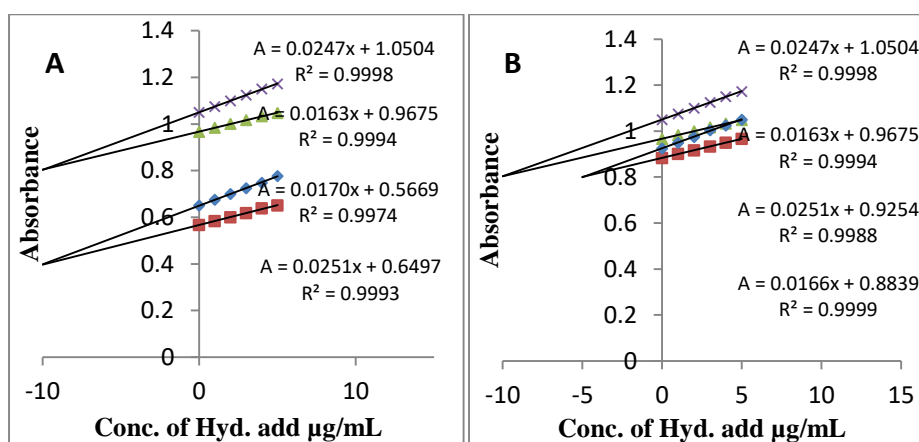 A
1.4
1.2
1
0.8
0.6
0.4
0.2
0
-10
0
10
Absorbance
Conc. of Hyd. add µg/mL
A = 0.0247x + 1.0504
R² = 0.9998
A = 0.0163x + 0.9675
R² = 0.9994
A = 0.0170x + 0.5669
R² = 0.9974
A = 0.0251x + 0.6497
R² = 0.9993
B
1.4
1.2
1
0.8
0.6
0.4
0.2
0
-10
-5
0
5
10
15
Absorbance
Conc. of Hyd. add µg/mL
A = 0.0247x + 1.0504
R² = 0.9998
A = 0.0163x + 0.9675
R² = 0.9994
A = 0.0251x + 0.9254
R² = 0.9988
A = 0.0166x + 0.8839
R² = 0.9999